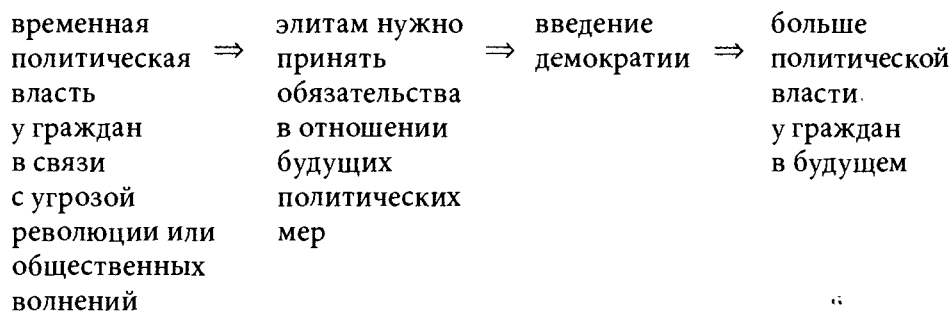 временная
политическая
власть
у граждан
в связи
с угрозой
революции или
общественных
волнений
⇒
элитам нужно
принять
обязательства
в отношении
будущих
политических
мер
⇒
введение
демократии
⇒
больше
политической
власти
у граждан
в будущем